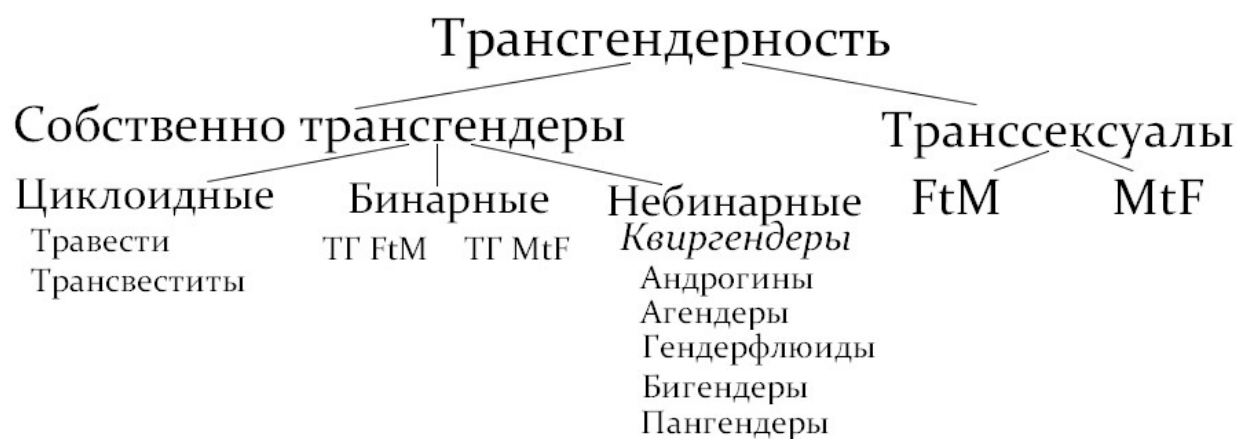 Трансгендерность
Собственно трансгендеры
Транссексуалы
Циклоидные
Бинарные
Небинарные
FtM
MtF
Квиргендеры
Травести
ТГ FtM
ТГ MtF
Трансвеститы
Андрогины
Агендеры
Гендерфлюиды
Бигендеры
Пангендеры